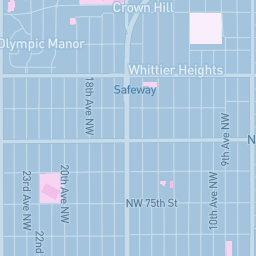 Crown Hill
Olympic Manor
Whittier Heights
Safeway
18th Ave NW
9th Ave NW
N
20th Ave NW
23rd Ave NW
10th Ave NW
NW 75th St
22nd